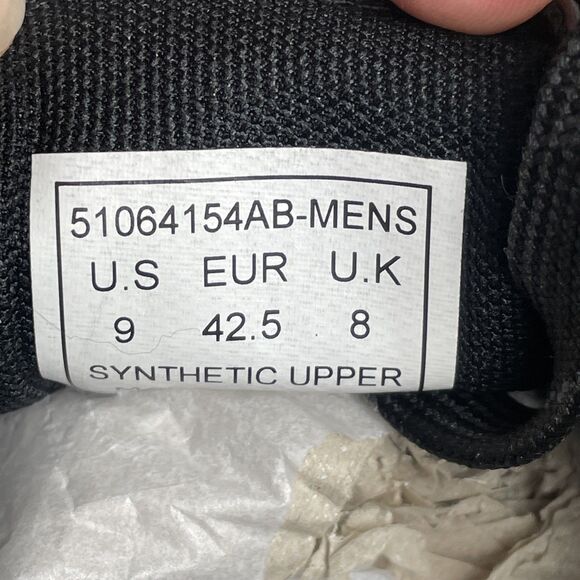 51064154AB-MENS
U.S EUR U.K
9 42.5 8
SYNTHETIC UPPER